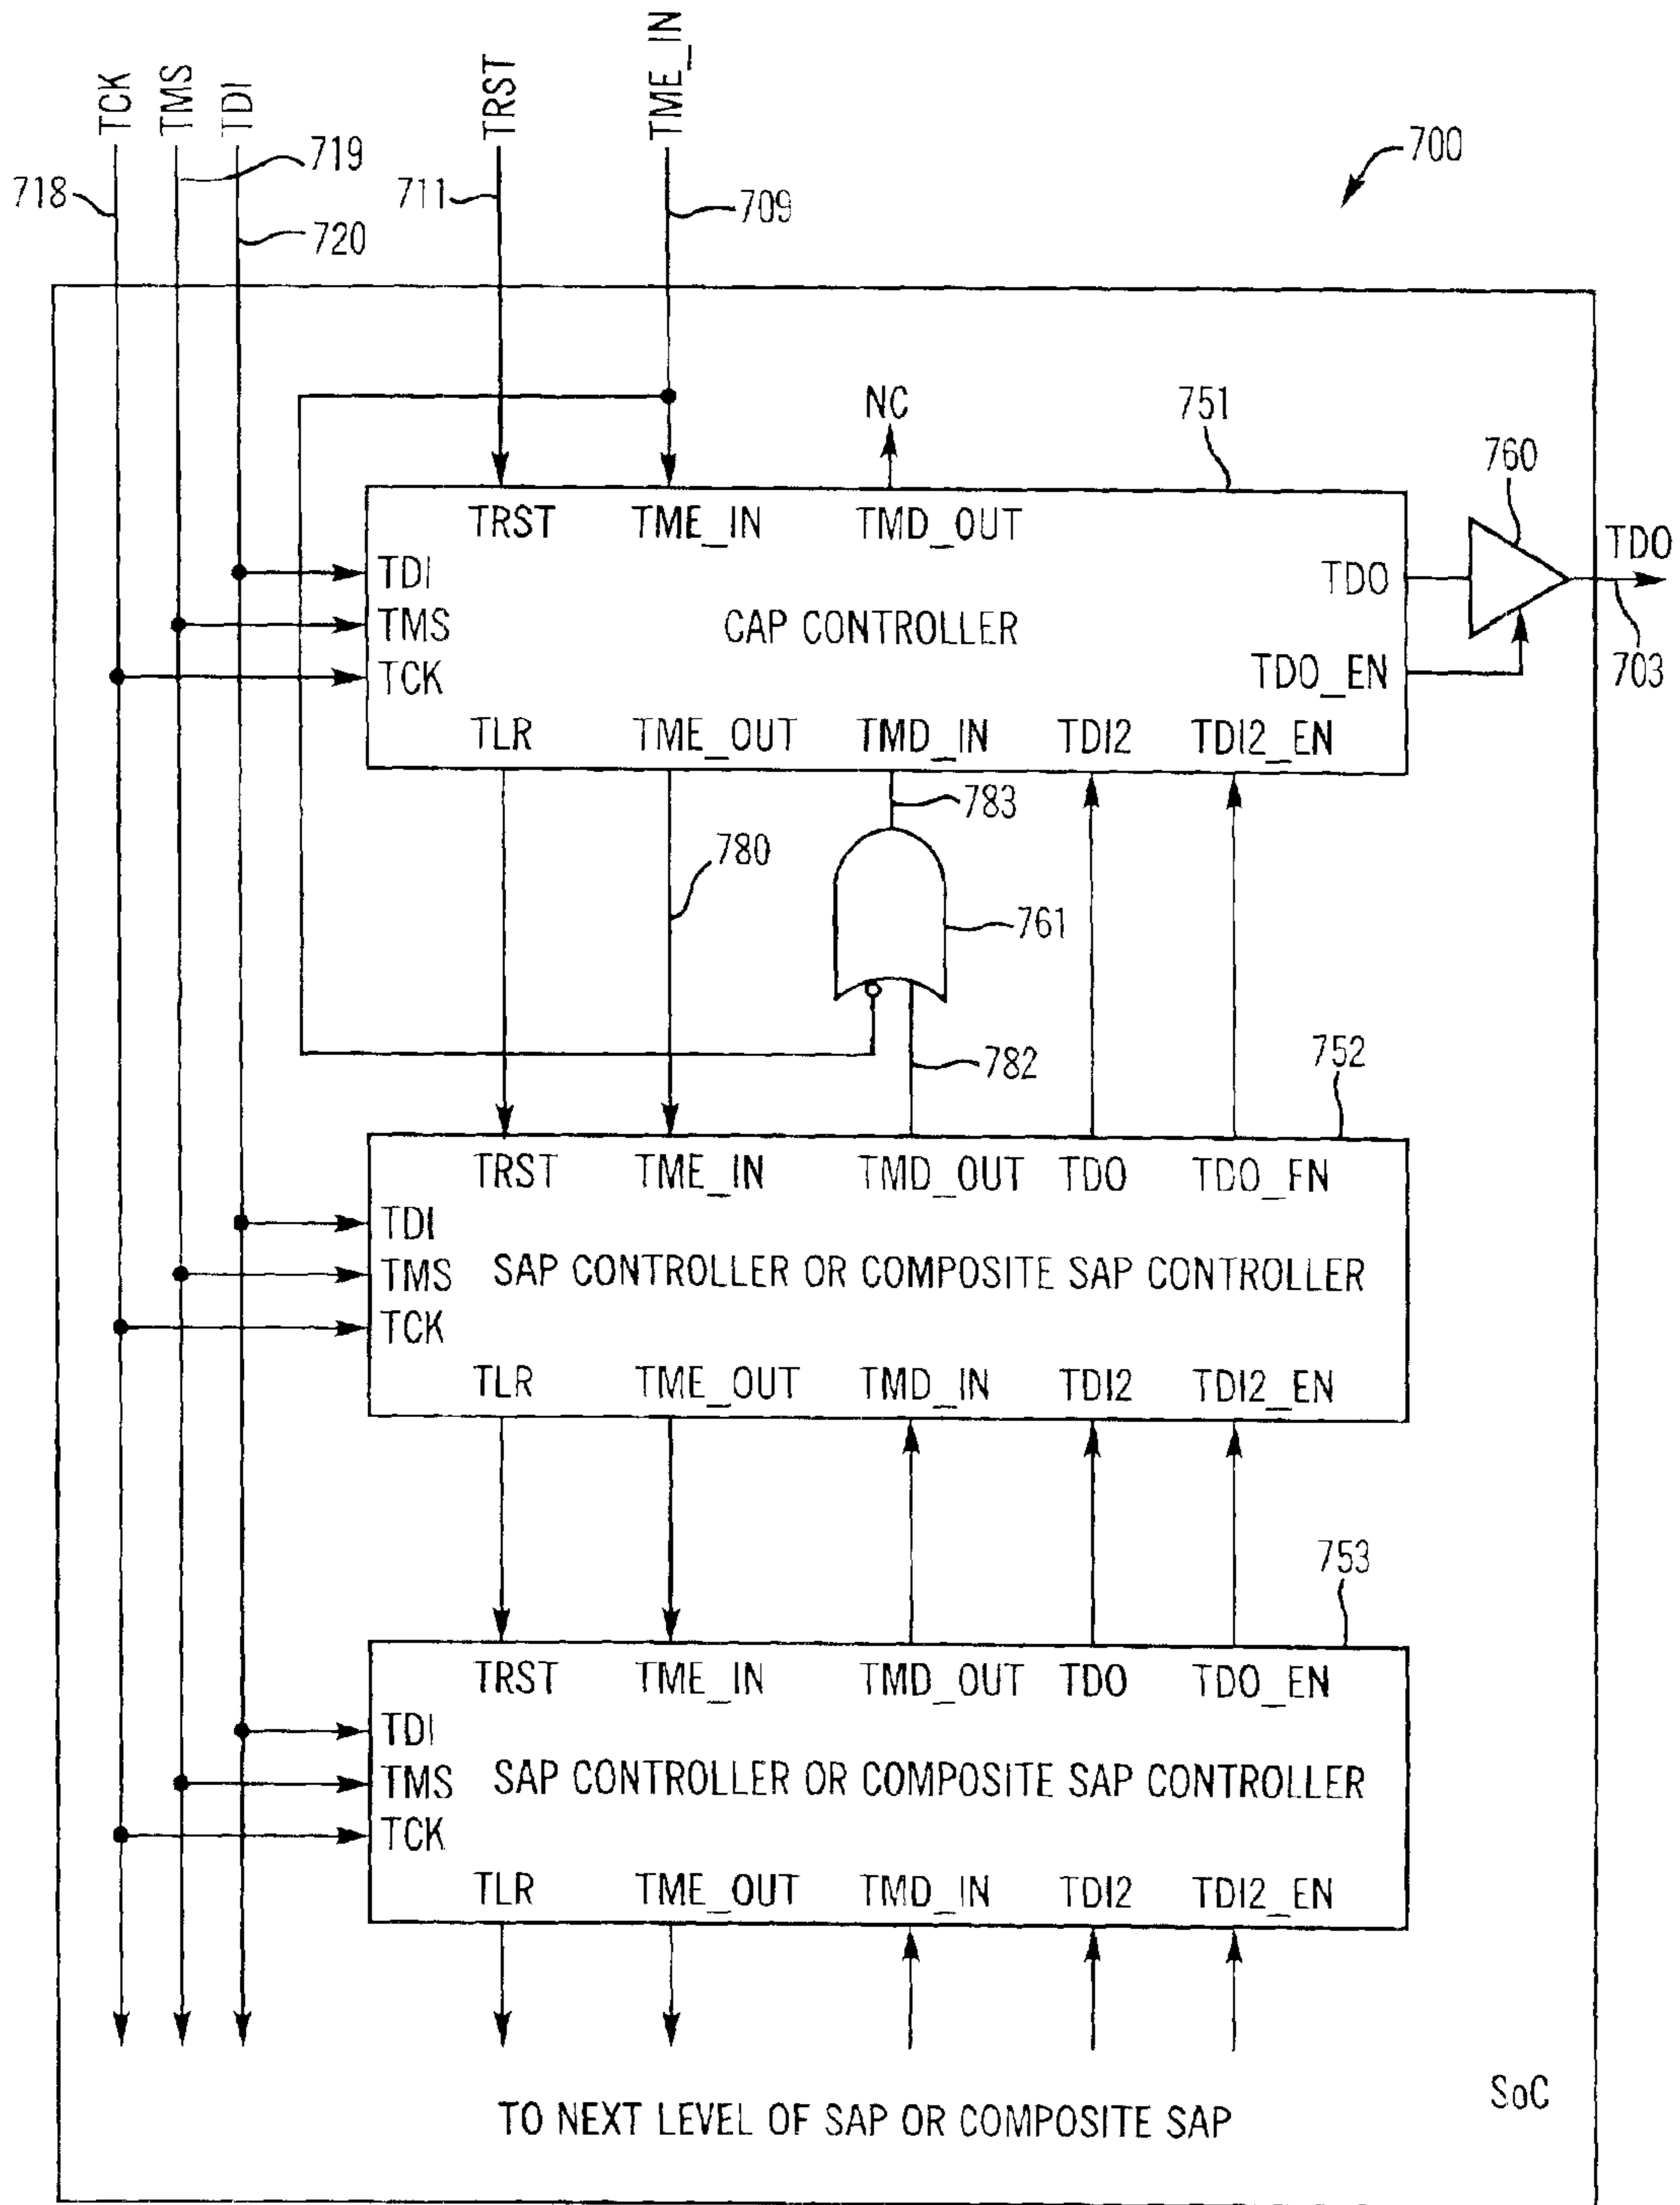 TCK TMS TDI TRST TME_IN
719
700
718
711
709
720
NC
751
760
TRST TME_IN TMD_OUT
TDO
TDI
TDO
TMS
CAP CONTROLLER
TCK
TDO_EN
703
TLR TME_OUT TMD_IN TDI2 TDI2_EN
783
780
761
752
782
TRST TME_IN TMD_OUT TDO TDO_EN
TDI
TMS SAP CONTROLLER OR COMPOSITE SAP CONTROLLER
TCK
TLR TME_OUT TMD_IN TDI2 TDI2_EN
753
TRST TME_IN TMD_OUT TDO TDO_EN
TDI
TMS SAP CONTROLLER OR COMPOSITE SAP CONTROLLER
TCK
TLR TME_OUT TMD_IN TDI2 TDI2_EN
SoC
TO NEXT LEVEL OF SAP OR COMPOSITE SAP